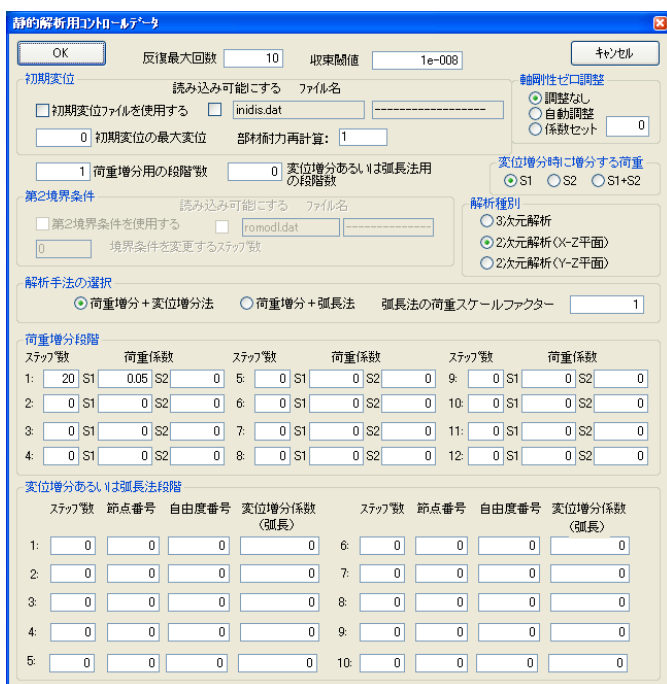 静的解析用コントロールデータ
OK 反復最大回数 10 収束閾値 1e-008 キャンセル
初期変位 軸剛性ゼロ調整
読み込み可能にする ファイル名 調整なし
初期変位ファイルを使用する inidis.dat ------------------- 自動調整
係数セット 0
0 初期変位の最大変位 部材耐力再計算: 1
1 荷重増分用の段階数 0 変位増分あるいは弧長法用
の段階数
変位増分時に増分する荷重
S1 S2 S1+S2
第2境界条件 解析種別
読み込み可能にする ファイル名
第2境界条件を使用する romodl.dat ---------------
0 境界条件を変更するステップ数
3次元解析
2次元解析(X-Z平面)
2次元解析(Y-Z平面)
解析手法の選択
荷重増分+変位増分法 荷重増分+弧長法 弧長法の荷重スケールファクター 1
荷重増分段階
ステップ数 荷重係数 ステップ数 荷重係数 ステップ数 荷重係数
1: 20 S1 0.05 S2 0 5: 0 S1 0 S2 0 9: 0 S1 0 S2 0
2: 0 S1 0 S2 0 6: 0 S1 0 S2 0 10: 0 S1 0 S2 0
3: 0 S1 0 S2 0 7: 0 S1 0 S2 0 11: 0 S1 0 S2 0
4: 0 S1 0 S2 0 8: 0 S1 0 S2 0 12: 0 S1 0 S2 0
変位増分あるいは弧長法段階
ステップ数 節点番号 自由度番号 変位増分係数 ステップ数 節点番号 自由度番号 変位増分係数
(弧長) (弧長)
1: 0 0 0 0 6: 0 0 0 0
2: 0 0 0 0 7: 0 0 0 0
3: 0 0 0 0 8: 0 0 0 0
4: 0 0 0 0 9: 0 0 0 0
5: 0 0 0 0 10: 0 0 0 0